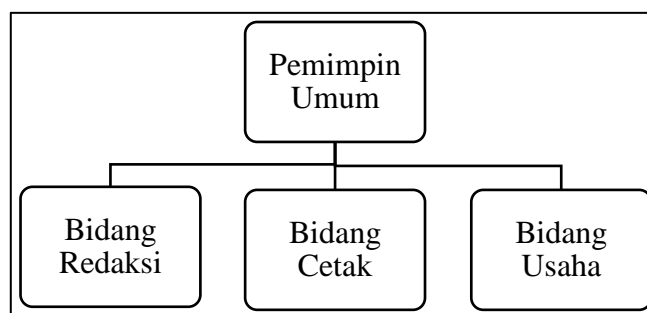 Pemimpin
Umum
Bidang
Redaksi
Bidang
Cetak
Bidang
Usaha